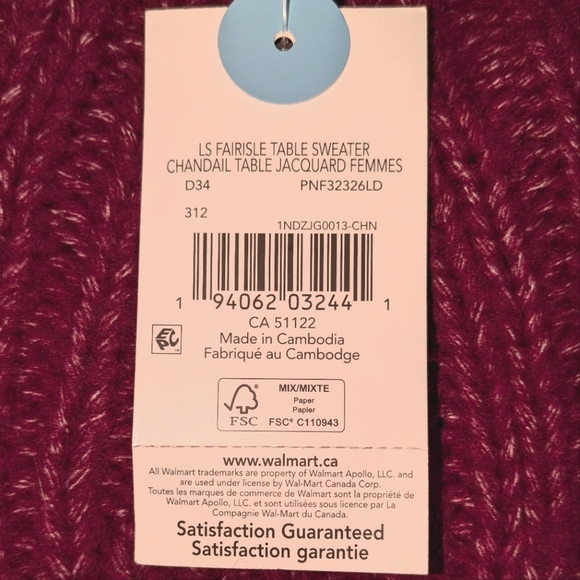 LS FAIRISLE TABLE SWEATER
CHANDAIL TABLE JACQUARD FEMMES
D34 PNF32326LD
312
1NDZJG0013-CHN
1 94062 03244 1
CA 51122
Made in Cambodia
Fabriqué au Cambodge
EPC
MIX/MIXTE
Paper
Papier
FSC® C110943
FSC
www.walmart.ca
All Walmart trademarks are property of Walmart Apollo, LLC. and
are used under license by Wal-Mart Canada Corp.
Toutes les marques de commerce de Walmart sont la propriété de
Walmart Apollo, LLC. et sont utilisées sous licence par La
Compagnie Wal-Mart du Canada.
Satisfaction Guaranteed
Satisfaction garantie